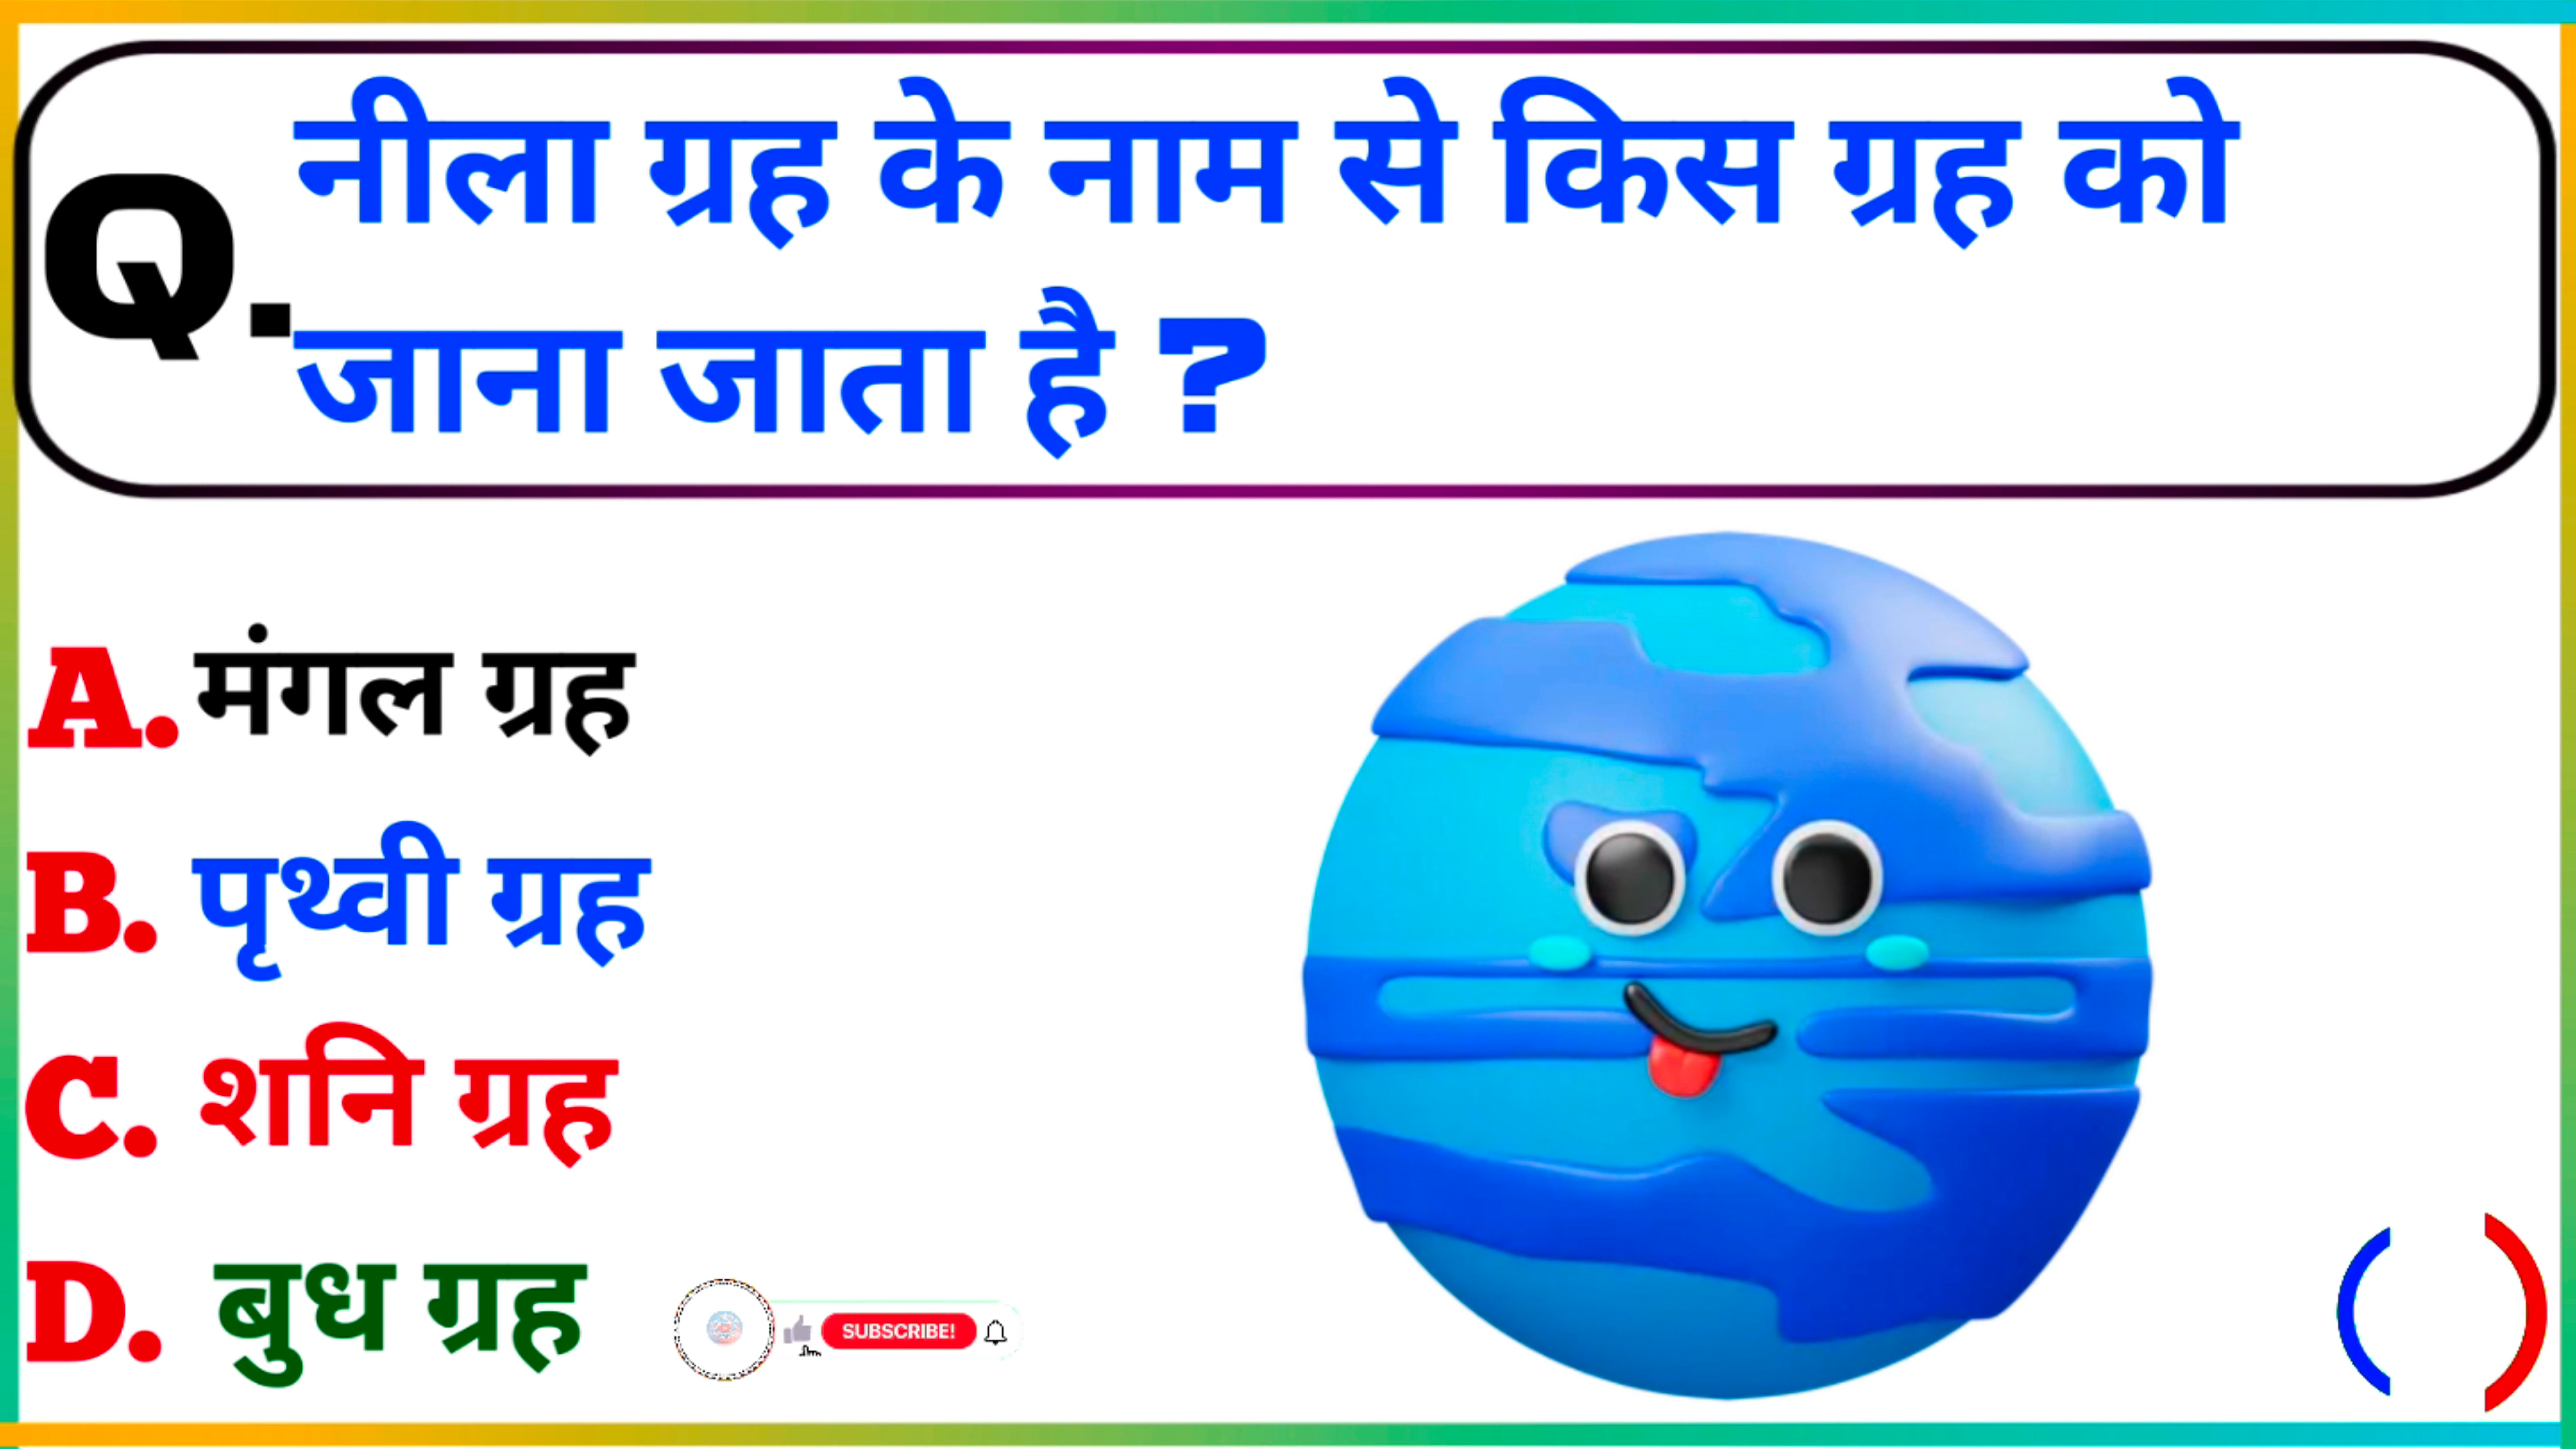 Q. नीला ग्रह के नाम से किस ग्रह को
जाना जाता है ?
A. मंगल ग्रह
B. पृथ्वी ग्रह
C. शनि ग्रह
D. बुध ग्रह
SUBSCRIBE!